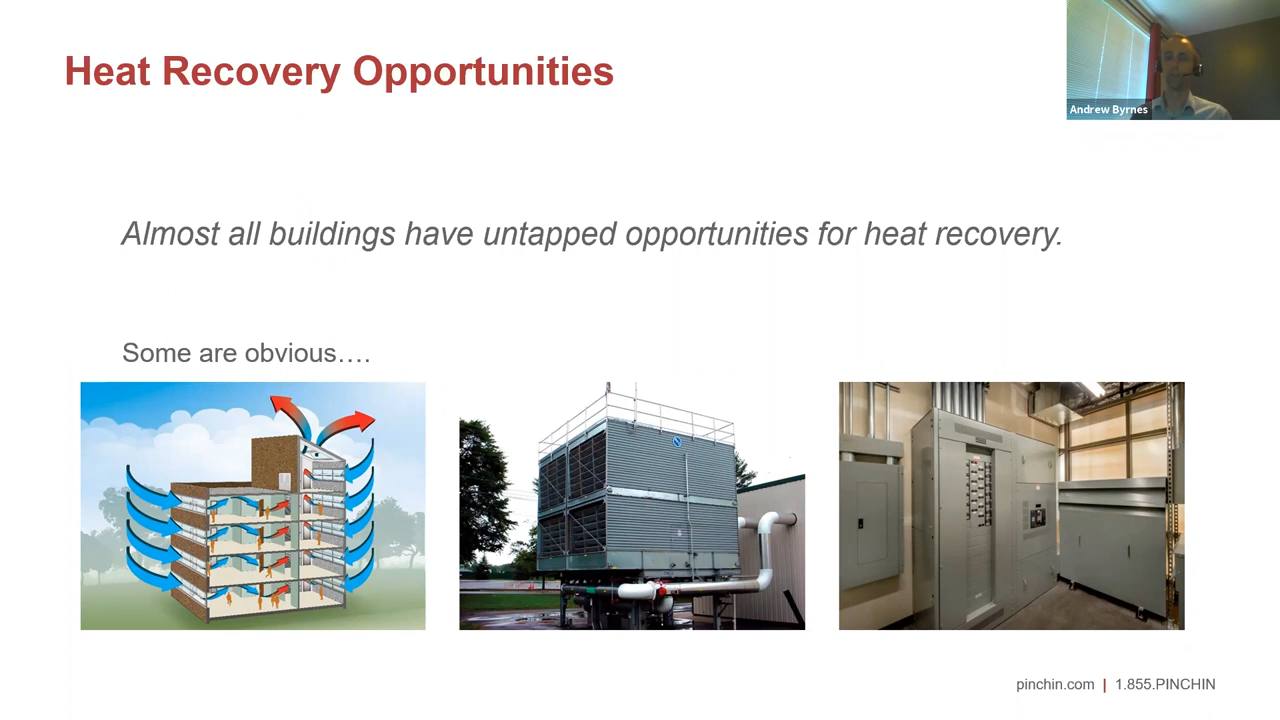 Heat Recovery Opportunities
Andrew Byrnes
Almost all buildings have untapped opportunities for heat recovery.
Some are obvious….
pinchin.com | 1.855.PINCHIN